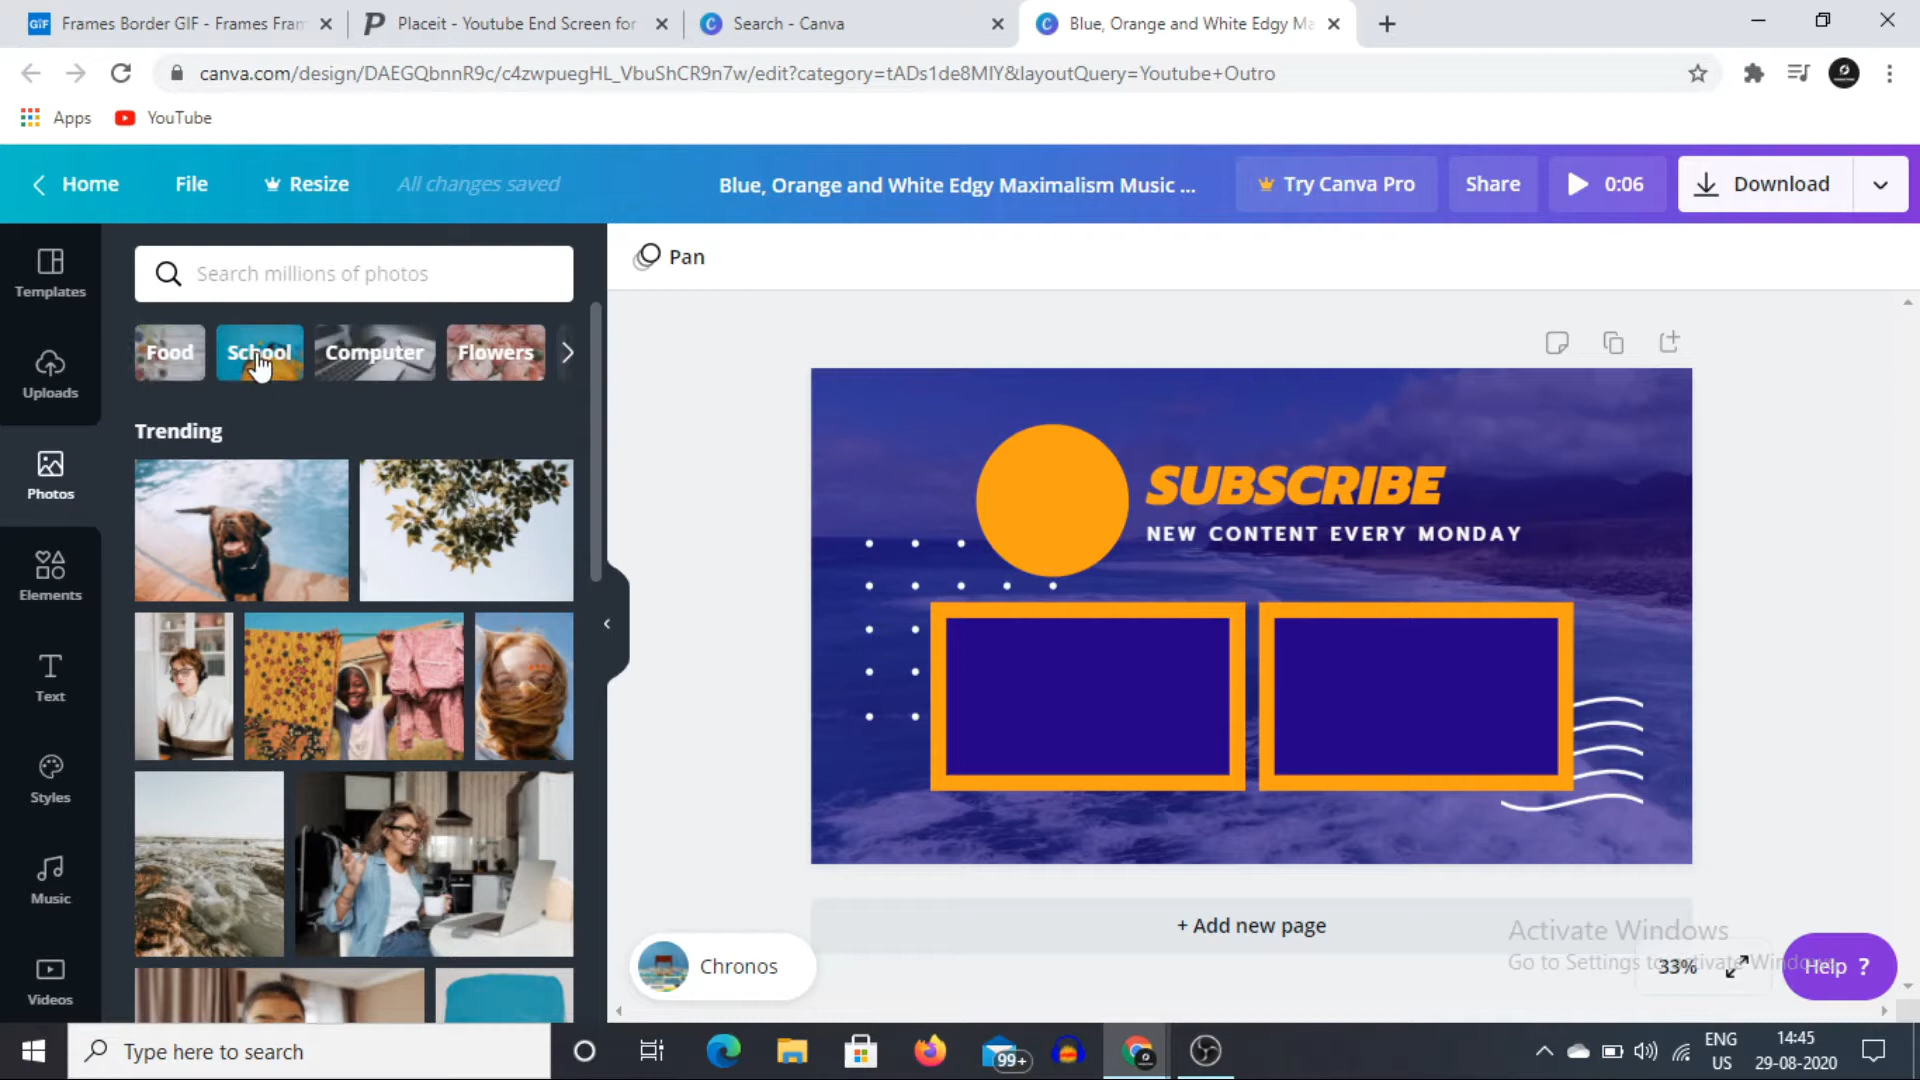 GIF Frames Border GIF - Frames Fram
Placeit - Youtube End Screen for
Search - Canva
Blue, Orange and White Edgy Ma
canva.com/design/DAEGQbnnR9c/c4zwpuegHL_VbuShCR9n7w/edit?category=tADs1de8MlY&layoutQuery=Youtube+Outro
Apps YouTube
Home File Resize All changes saved Blue, Orange and White Edgy Maximalism Music ... Try Canva Pro Share 0:06 Download
Search millions of photos
Pan
Food School Computer Flowers
Trending
Templates
Uploads
Photos
Elements
Text
Styles
Music
Videos
SUBSCRIBE
NEW CONTENT EVERY MONDAY
+ Add new page
Chronos
Activate Windows
Go to Settings to activate Windows.
33%
Help ?
Type here to search
99+
ENG
US
14:45
29-08-2020